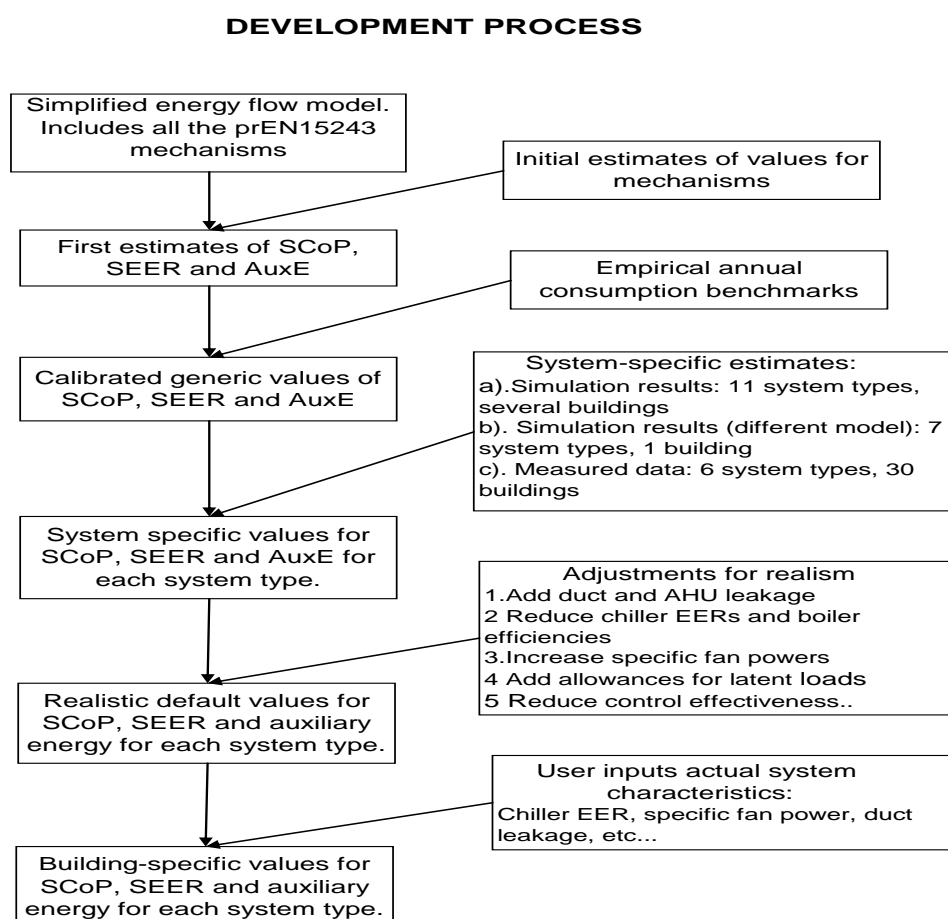 DEVELOPMENT PROCESS
Simplified energy flow model.
Includes all the prEN15243
mechanisms
Initial estimates of values for
mechanisms
First estimates of SCoP,
SEER and AuxE
Empirical annual
consumption benchmarks
Calibrated generic values of
SCoP, SEER and AuxE
System-specific estimates:
a).Simulation results: 11 system types,
several buildings
b). Simulation results (different model): 7
system types, 1 building
c). Measured data: 6 system types, 30
buildings
System specific values for
SCoP, SEER and AuxE for
each system type.
Adjustments for realism
1.Add duct and AHU leakage
2 Reduce chiller EERs and boiler
efficiencies
3.Increase specific fan powers
4 Add allowances for latent loads
5 Reduce control effectiveness..
Realistic default values for
SCoP, SEER and auxiliary
energy for each system type.
User inputs actual system
characteristics:
Chiller EER, specific fan power, duct
leakage, etc...
Building-specific values for
SCoP, SEER and auxiliary
energy for each system type.